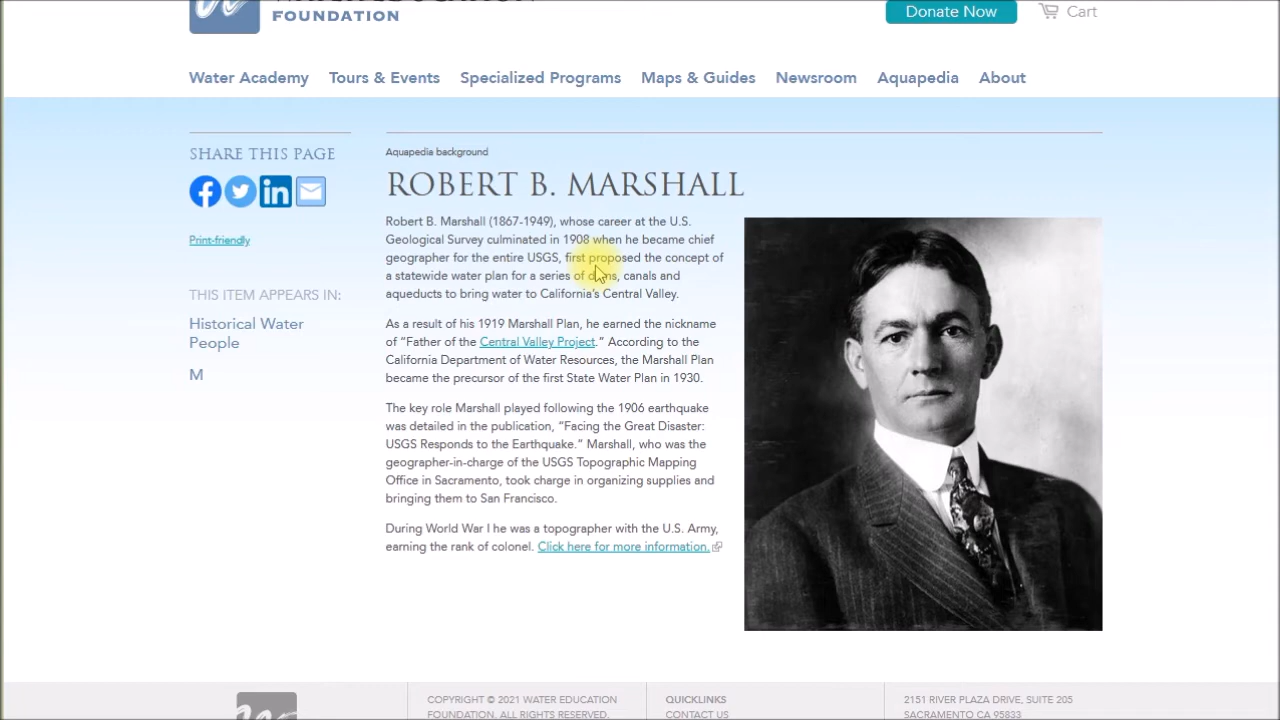 FOUNDATION
Donate Now
Cart
Water Academy
Tours & Events
Specialized Programs
Maps & Guides
Newsroom
Aquapedia
About
SHARE THIS PAGE
Print-friendly
THIS ITEM APPEARS IN:
Historical Water
People
M
Aquapedia background
ROBERT B. MARSHALL
Robert B. Marshall (1867-1949), whose career at the U.S.
Geological Survey culminated in 1908 when he became chief
geographer for the entire USGS, first proposed the concept of
a statewide water plan for a series of dams, canals and
aqueducts to bring water to California's Central Valley.
As a result of his 1919 Marshall Plan, he earned the nickname
of “Father of the Central Valley Project.” According to the
California Department of Water Resources, the Marshall Plan
became the precursor of the first State Water Plan in 1930.
The key role Marshall played following the 1906 earthquake
was detailed in the publication, “Facing the Great Disaster:
USGS Responds to the Earthquake.” Marshall, who was the
geographer-in-charge of the USGS Topographic Mapping
Office in Sacramento, took charge in organizing supplies and
bringing them to San Francisco.
During World War I he was a topographer with the U.S. Army,
earning the rank of colonel. Click here for more information.
COPYRIGHT © 2021 WATER EDUCATION
FOUNDATION. ALL RIGHTS RESERVED.
QUICKLINKS
CONTACT US
2151 RIVER PLAZA DRIVE, SUITE 205
SACRAMENTO CA 95833